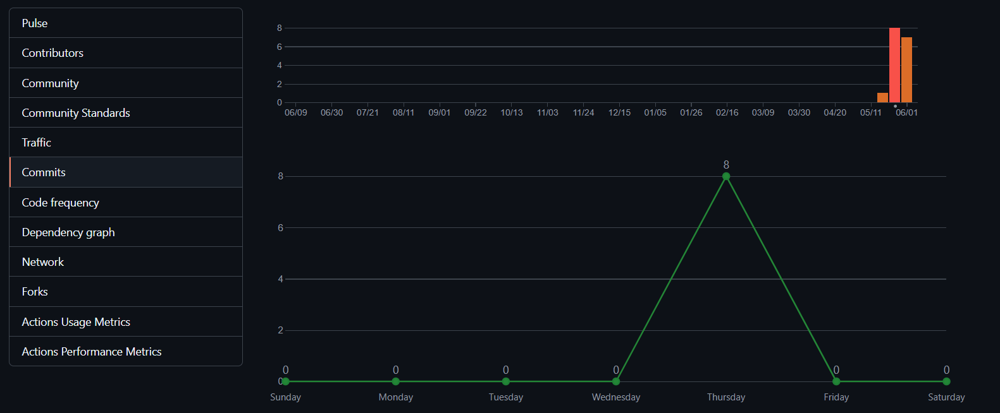 Pulse
Contributors
Community
Community Standards
Traffic
Commits
Code frequency
Dependency graph
Network
Forks
Actions Usage Metrics
Actions Performance Metrics
8
6
4
2
0
06/09 06/30 07/21 08/11 09/01 09/22 10/13 11/03 11/24 12/15 01/05 01/26 02/16 03/09 03/30 04/20 05/11 06/01
8
8
6
4
2
0 0 0 0 0 0
0
Sunday Monday Tuesday Wednesday Thursday Friday Saturday